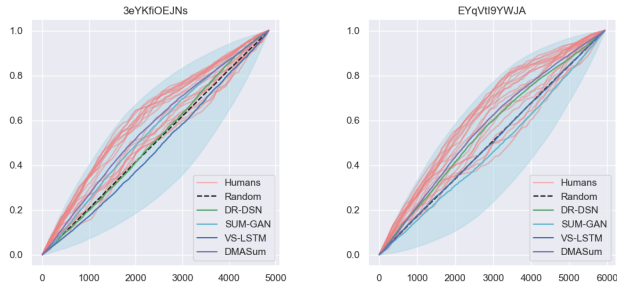 3eYKfiOEJNs
1.0
0.8
0.6
0.4
0.2
0.0
Humans
Random
DR-DSN
SUM-GAN
VS-LSTM
DMASum
0 1000 2000 3000 4000 5000
EYqVtI9YWJA
1.0
0.8
0.6
0.4
0.2
0.0
Humans
Random
DR-DSN
SUM-GAN
VS-LSTM
DMASum
0 1000 2000 3000 4000 5000 6000